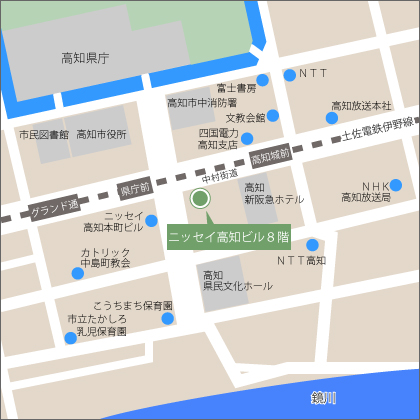 高知県庁
ＮＴＴ
富士書房
高知市中消防署
高知放送本社
文教会館
市民図書館
高知市役所
四国電力
高知支店
土佐電鉄伊野線
高知城前
中村街道
県庁前
グランド通
高知
新阪急ホテル
ＮＨＫ
高知放送局
ニッセイ
高知本町ビル
ニッセイ高知ビル８階
カトリック
中島町教会
ＮＴＴ高知
高知
県民文化ホール
こうちまち保育園
市立たかしろ
乳児保育園
鏡川